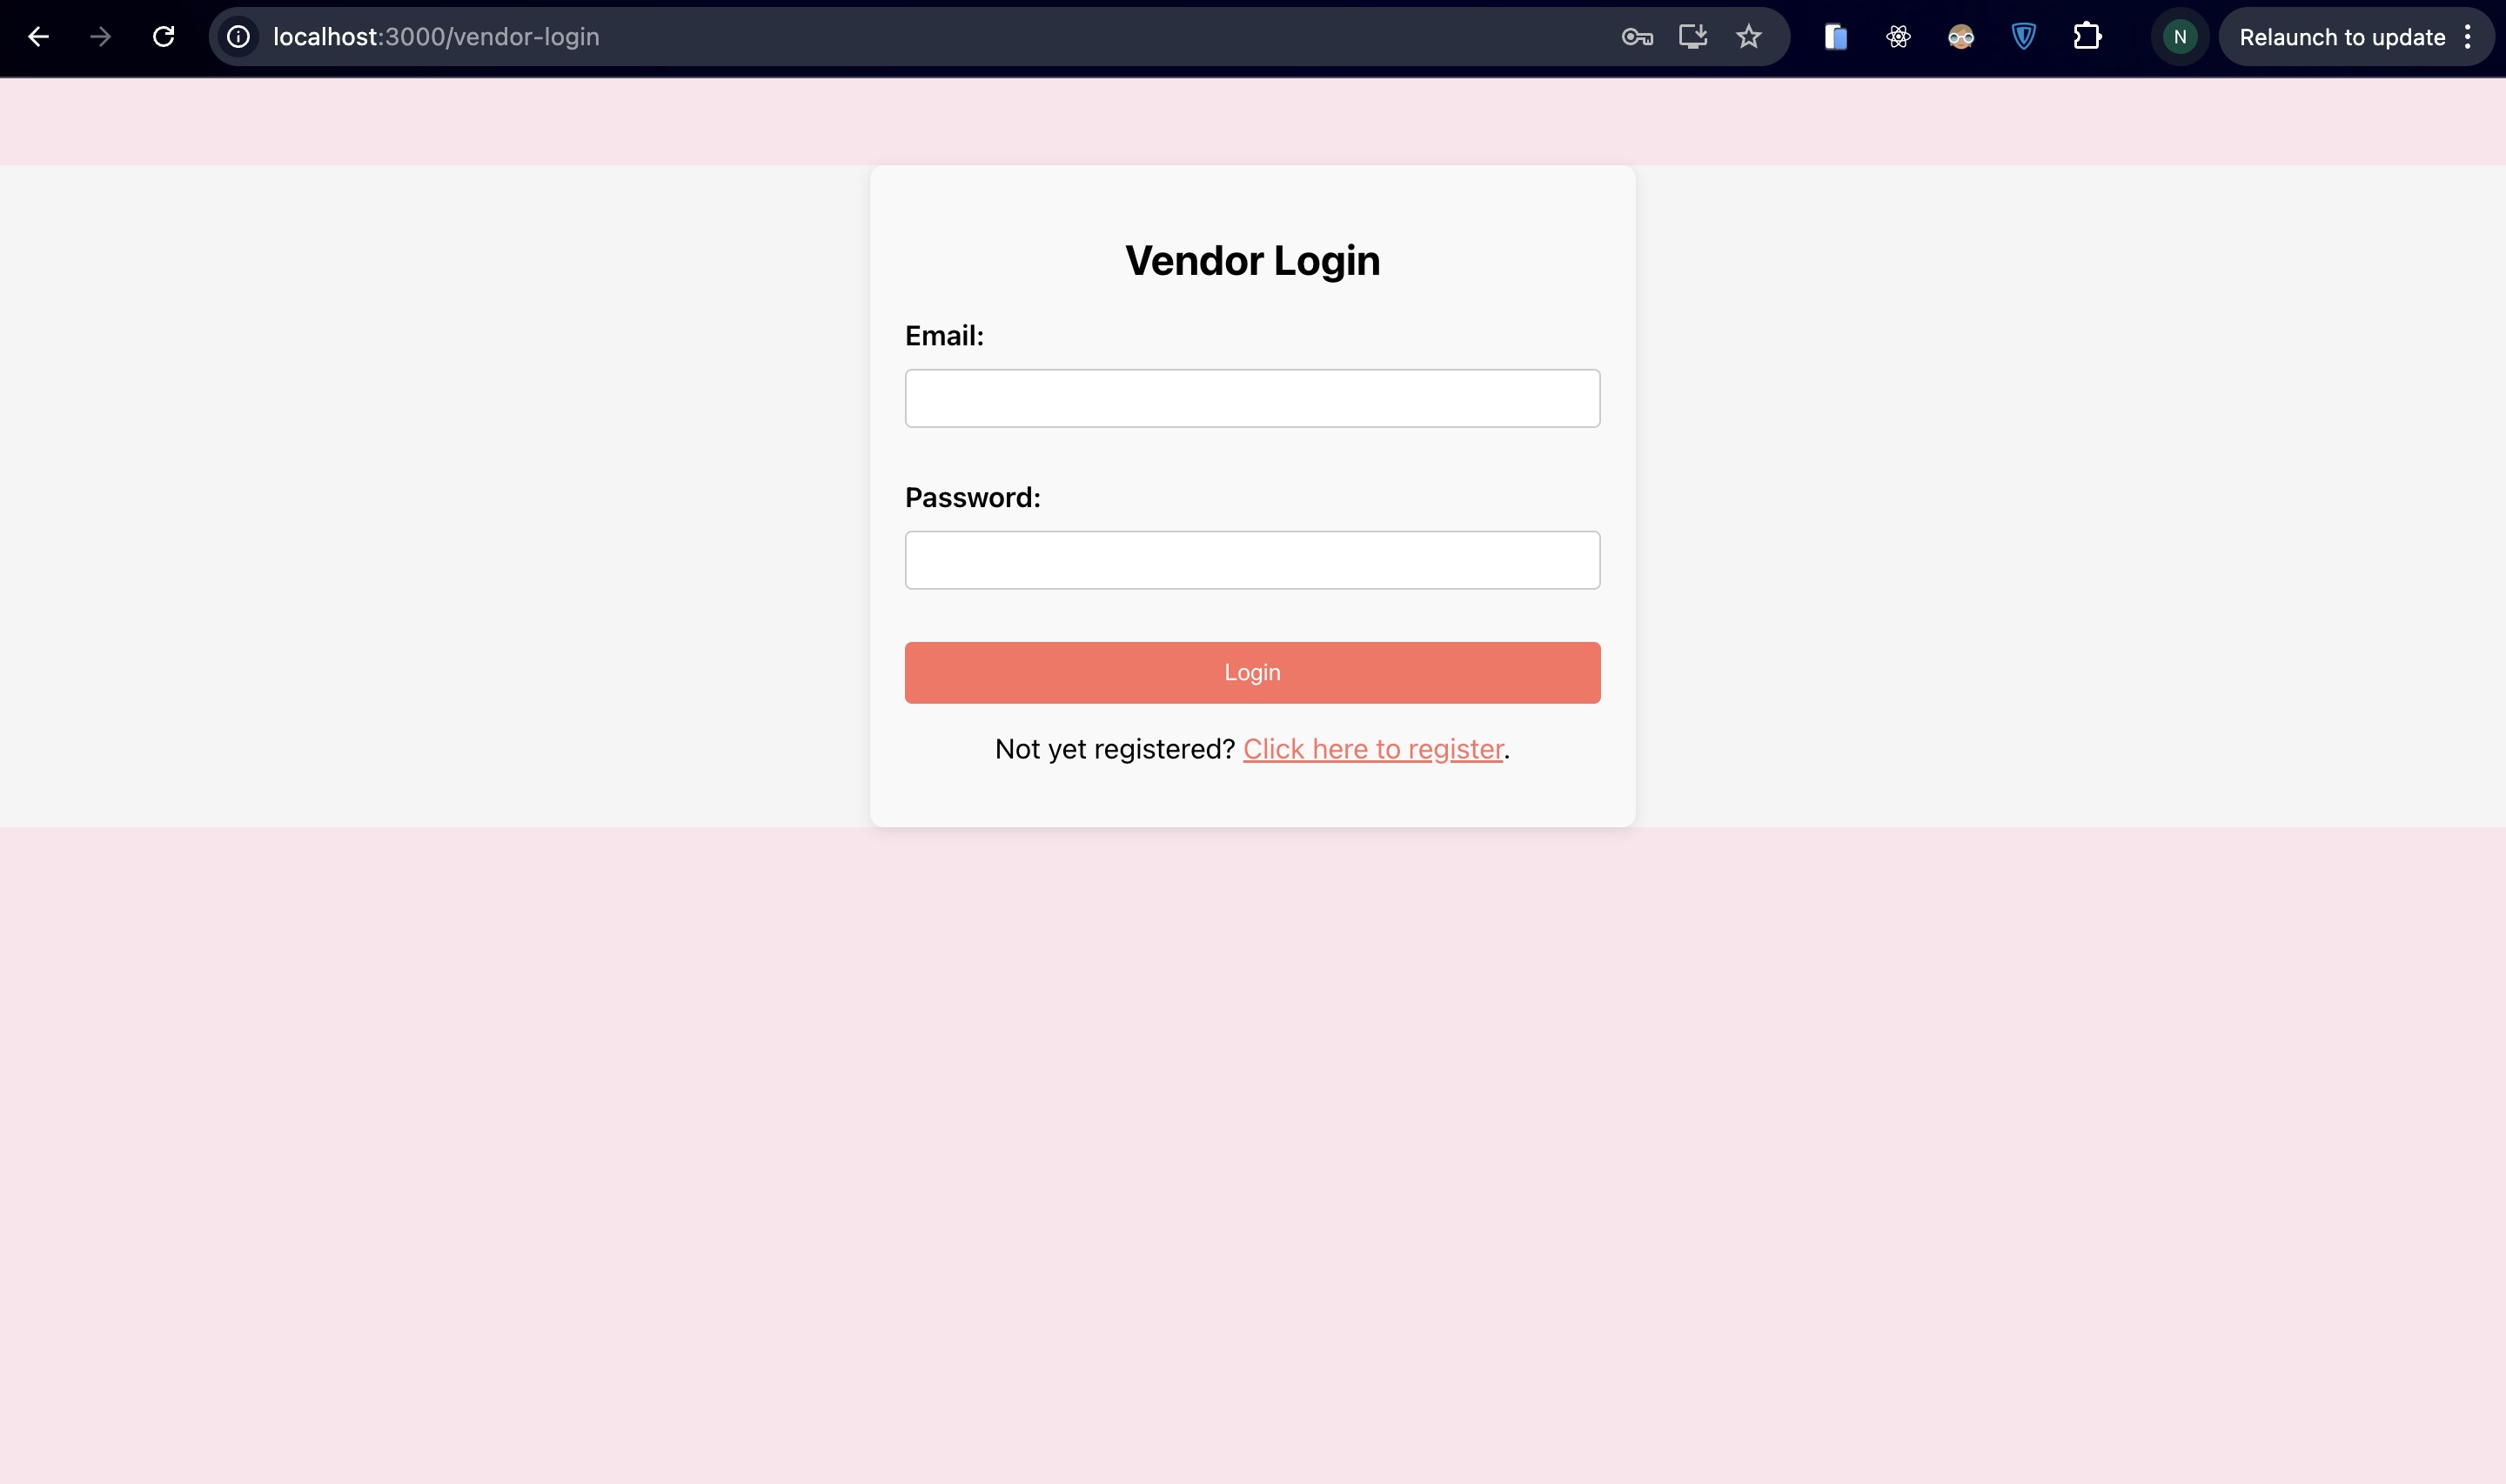 localhost:3000/vendor-login
N
Relaunch to update
Vendor Login
Email:
Password:
Login
Not yet registered? Click here to register.